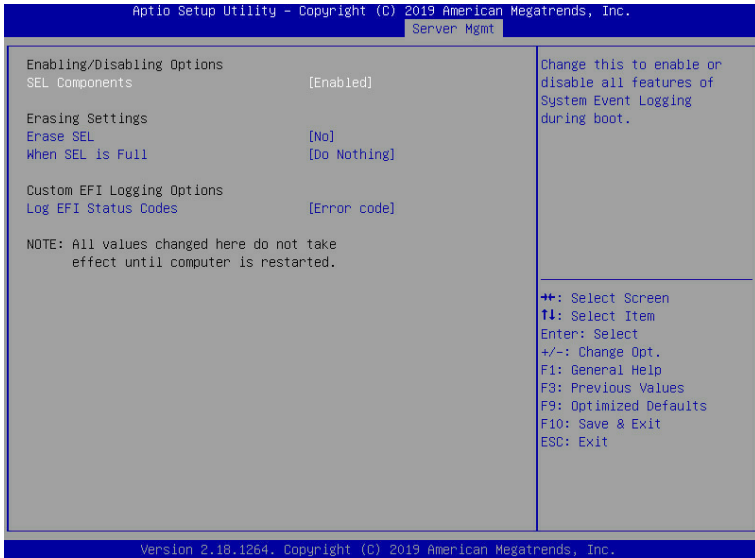 Aptio Setup Utility – Copyright (C) 2019 American Megatrends, Inc.
Server Mgmt
Enabling/Disabling Options
SEL Components [Enabled]
Erasing Settings
Erase SEL [No]
When SEL is Full [Do Nothing]
Custom EFI Logging Options
Log EFI Status Codes [Error code]
NOTE: All values changed here do not take
effect until computer is restarted.
Change this to enable or
disable all features of
System Event Logging
during boot.
→←: Select Screen
↑↓: Select Item
Enter: Select
+/-: Change Opt.
F1: General Help
F3: Previous Values
F9: Optimized Defaults
F10: Save & Exit
ESC: Exit
Version 2.18.1264. Copyright (C) 2019 American Megatrends, Inc.